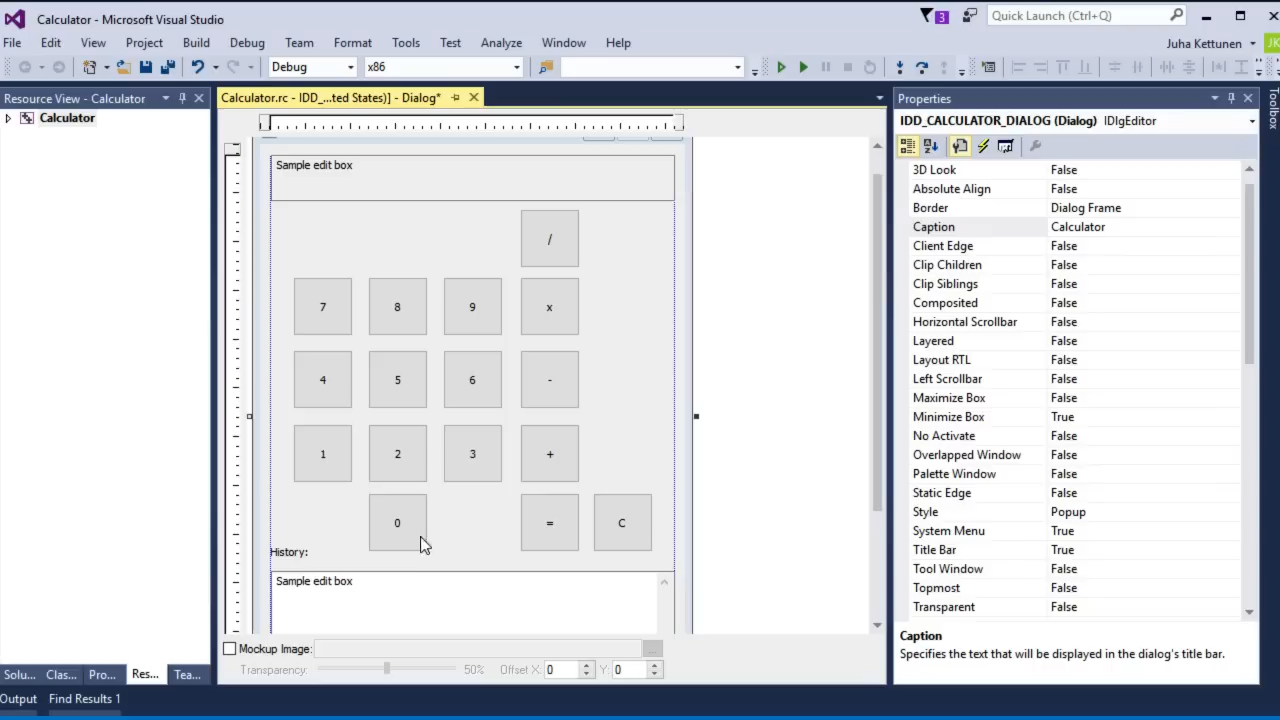 Calculator - Microsoft Visual Studio
3
Quick Launch (Ctrl+Q)
File Edit View Project Build Debug Team Format Tools Test Analyze Window Help
Juha Kettunen JK
Debug x86
Resource View - Calculator
Calculator
Calculator.rc - IDD_...ted States)] - Dialog*
Sample edit box
/
7 8 9 x
4 5 6 -
1 2 3 +
0 = C
History:
Sample edit box
Mockup Image: ...
Transparency: 50% Offset X: 0 Y: 0
Properties
IDD_CALCULATOR_DIALOG (Dialog) IDlgEditor
3D Look False
Absolute Align False
Border Dialog Frame
Caption Calculator
Client Edge False
Clip Children False
Clip Siblings False
Composited False
Horizontal Scrollbar False
Layered False
Layout RTL False
Left Scrollbar False
Maximize Box False
Minimize Box True
No Activate False
Overlapped Window False
Palette Window False
Static Edge False
Style Popup
System Menu True
Title Bar True
Tool Window False
Topmost False
Transparent False
Caption
Specifies the text that will be displayed in the dialog's title bar.
Toolbox
Solu... Clas... Pro... Res... Tea...
Output Find Results 1